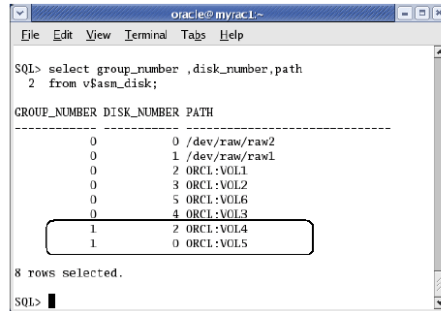 oracle@myrac1:~
File Edit View Terminal Tabs Help
SQL> select group_number ,disk_number,path
2 from v$asm_disk;
GROUP_NUMBER DISK_NUMBER PATH
------------ ----------- ------------------------------
0 0 /dev/raw/raw2
0 1 /dev/raw/raw1
0 2 ORCL:VOL1
0 3 ORCL:VOL2
0 5 ORCL:VOL6
0 4 ORCL:VOL3
1 2 ORCL:VOL4
1 0 ORCL:VOL5
8 rows selected.
SQL>